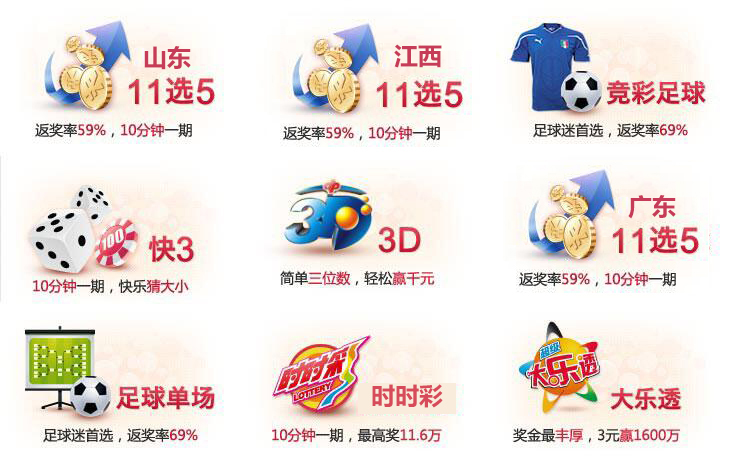 山东
11选5
返奖率59%，10分钟一期
江西
11选5
返奖率59%，10分钟一期
竞彩足球
足球迷首选，返奖率69%
100
快3
10分钟一期，快乐猜大小
3D
3D
简单三位数，轻松赢千元
广东
11选5
返奖率59%，10分钟一期
足球单场
足球迷首选，返奖率69%
时时彩
LOTTERY
时时彩
10分钟一期，最高奖11.6万
超级
大乐透
大乐透
奖金最丰厚，3元赢1600万